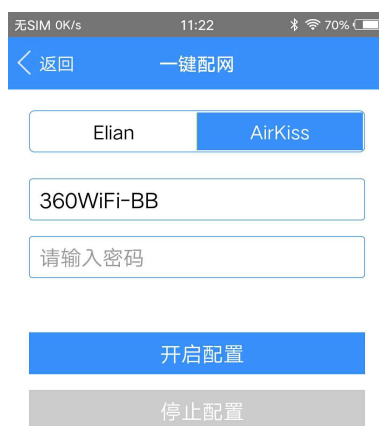 无SIM 0K/s 11:22 70%
返回 一键配网
Elian AirKiss
360WiFi-BB
请输入密码
开启配置
停止配置